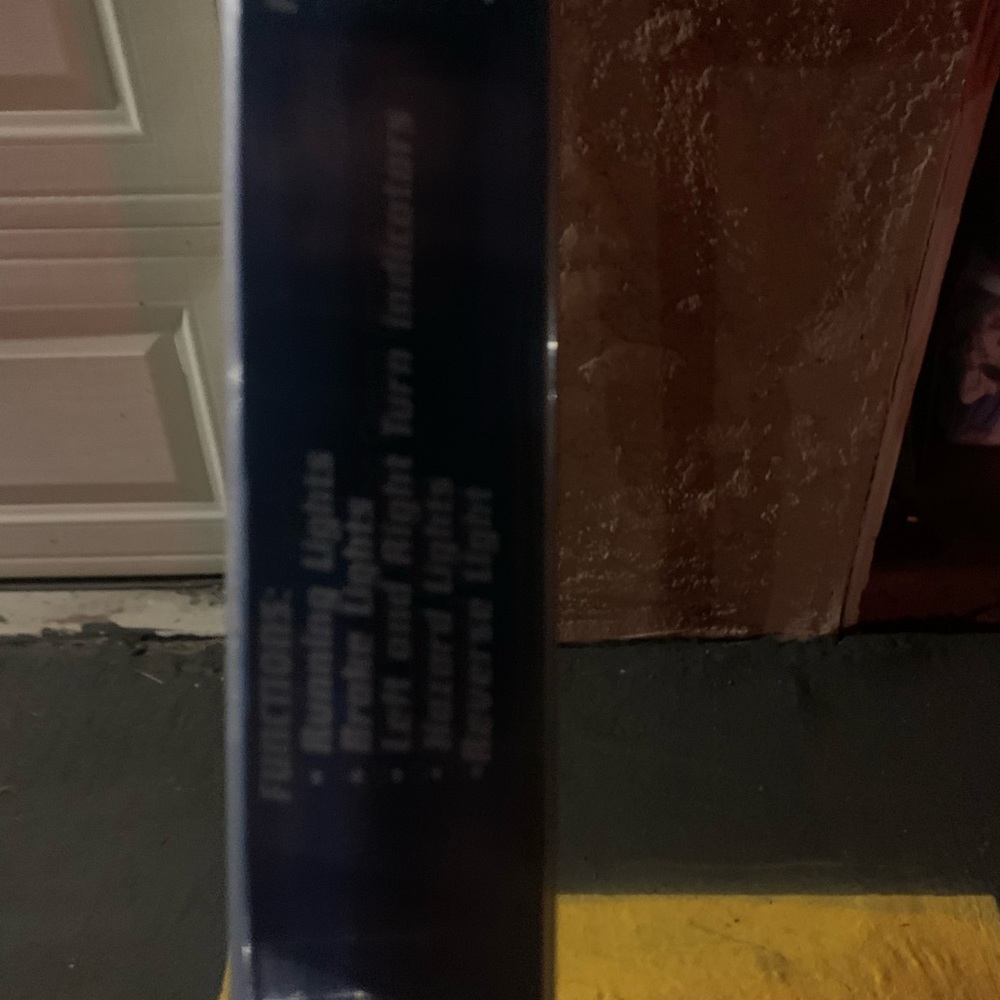 FUNCTIONS:
• Running Lights
• Brake Lights
• Left and Right Turn Indicators
• Hazard Lights
-Reverse Light